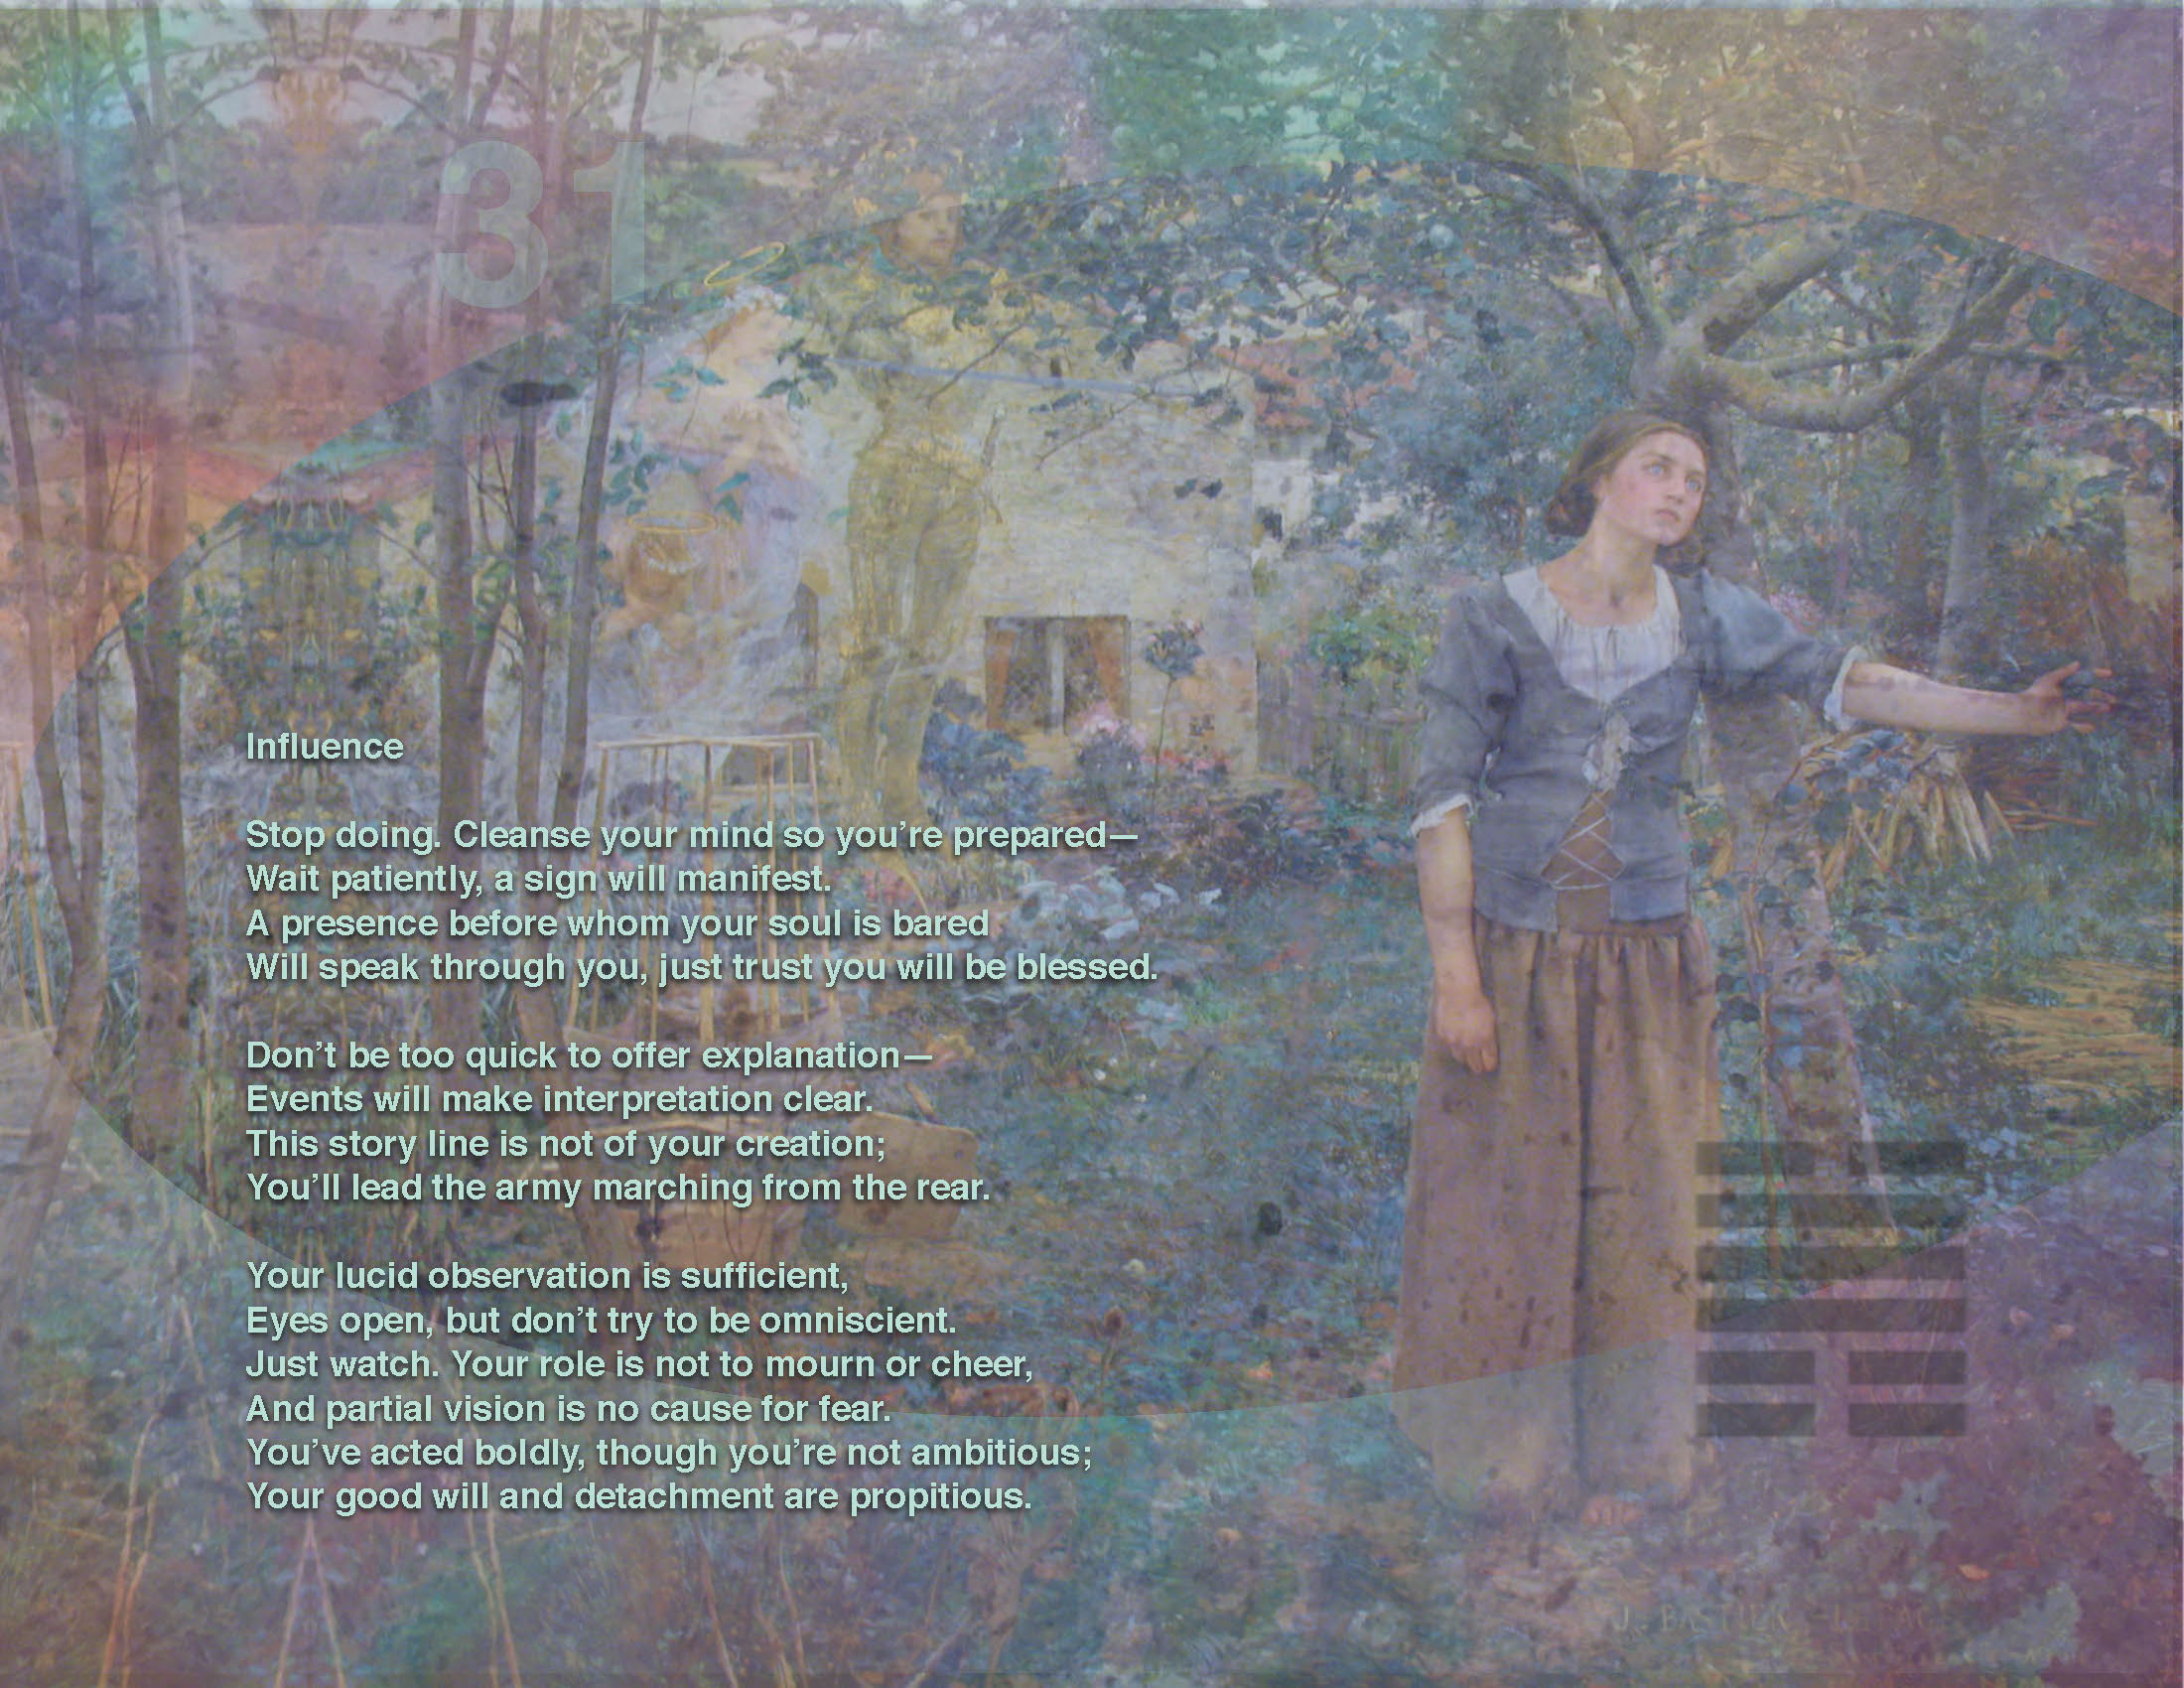 31
Influence
Stop doing. Cleanse your mind so you’re prepared—
Wait patiently, a sign will manifest.
A presence before whom your soul is bared
Will speak through you, just trust you will be blessed.
Don’t be too quick to offer explanation—
Events will make interpretation clear.
This story line is not of your creation;
You’ll lead the army marching from the rear.
Your lucid observation is sufficient,
Eyes open, but don’t try to be omniscient.
Just watch. Your role is not to mourn or cheer,
And partial vision is no cause for fear.
You’ve acted boldly, though you’re not ambitious;
Your good will and detachment are propitious.
J. BASTIEN-LEPAGE